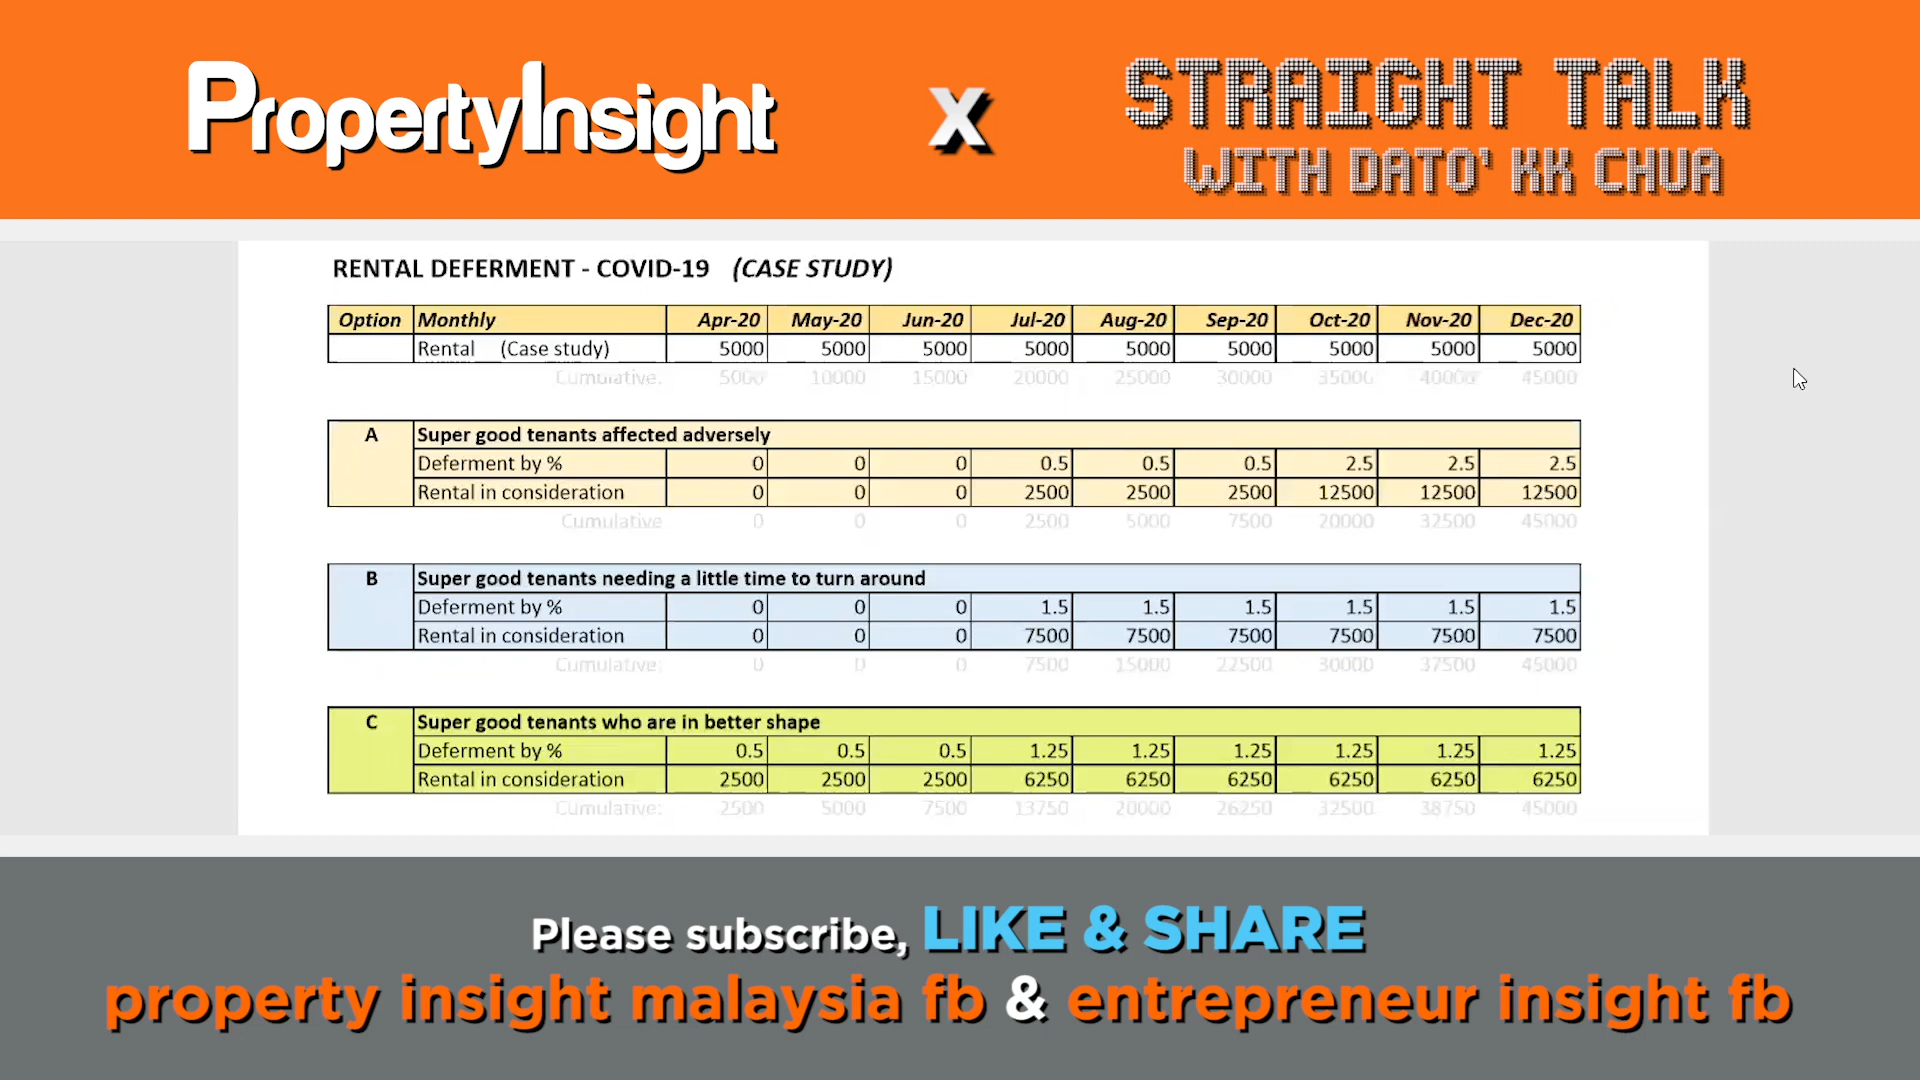 PropertyInsight X STRAIGHT TALK
WITH DATO' KK CHUA
RENTAL DEFERMENT - COVID-19 (CASE STUDY)
Option Monthly Apr-20 May-20 Jun-20 Jul-20 Aug-20 Sep-20 Oct-20 Nov-20 Dec-20
Rental (Case study) 5000 5000 5000 5000 5000 5000 5000 5000 5000
Cumulative: 5000 10000 15000 20000 25000 30000 35000 40000 45000
A Super good tenants affected adversely
Deferment by % 0 0 0 0.5 0.5 0.5 2.5 2.5 2.5
Rental in consideration 0 0 0 2500 2500 2500 12500 12500 12500
Cumulative 0 0 0 2500 5000 7500 20000 32500 45000
B Super good tenants needing a little time to turn around
Deferment by % 0 0 0 1.5 1.5 1.5 1.5 1.5 1.5
Rental in consideration 0 0 0 7500 7500 7500 7500 7500 7500
Cumulative: 0 0 0 7500 15000 22500 30000 37500 45000
C Super good tenants who are in better shape
Deferment by % 0.5 0.5 0.5 1.25 1.25 1.25 1.25 1.25 1.25
Rental in consideration 2500 2500 2500 6250 6250 6250 6250 6250 6250
Cumulative: 2500 5000 7500 13750 20000 26250 32500 38750 45000
Please subscribe, LIKE & SHARE
property insight malaysia fb & entrepreneur insight fb